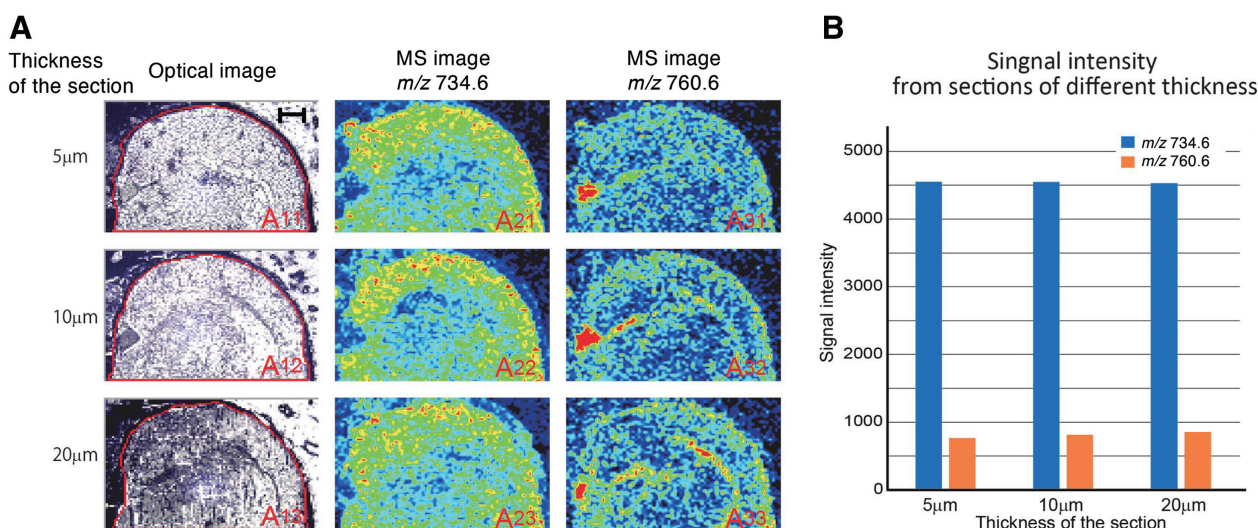 A
Thickness
of the section
Optical image
MS image
m/z 734.6
MS image
m/z 760.6
5μm
A11
A21
A31
10μm
A12
A22
A32
20μm
A13
A23
A33
B
Singnal intensity
from sections of different thickness
m/z 734.6
m/z 760.6
Signal intensity
5000
4000
3000
2000
1000
0
5μm
10μm
20μm
Thickness of the section